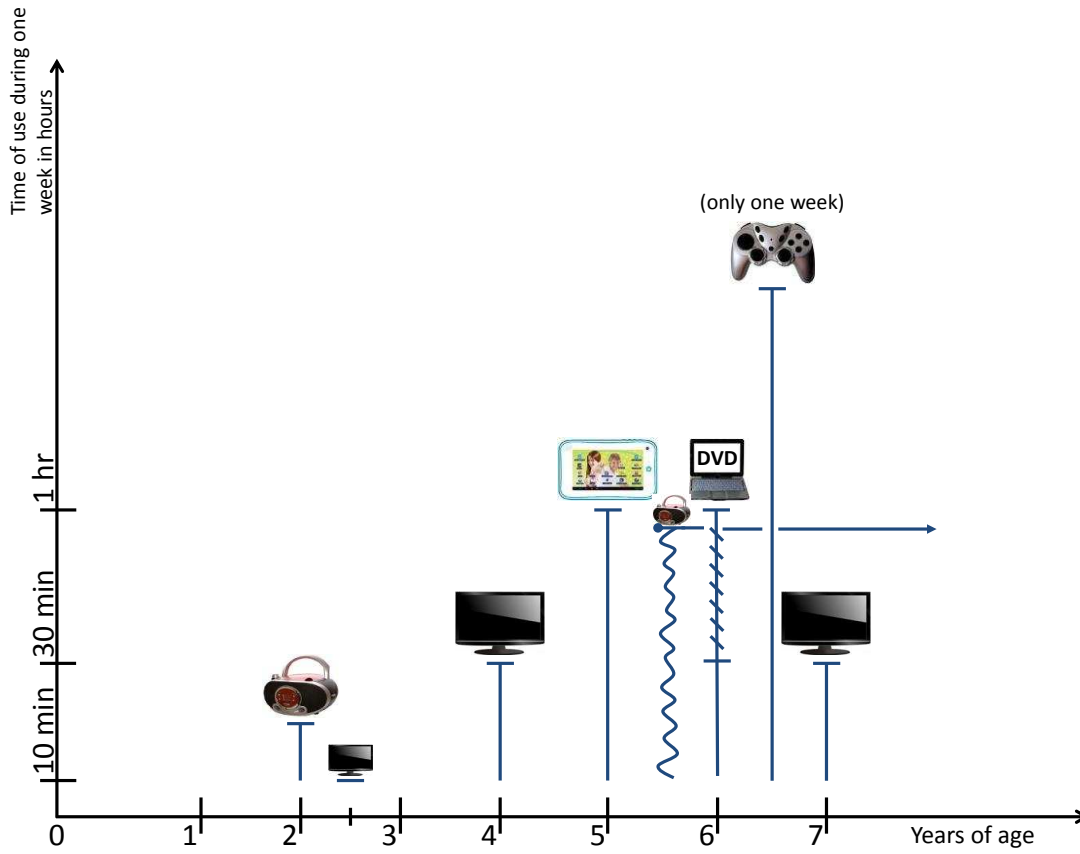 Time of use during one
week in hours
(only one week)
DVD
1 hr
30 min
10 min
0 1 2 3 4 5 6 7 Years of age